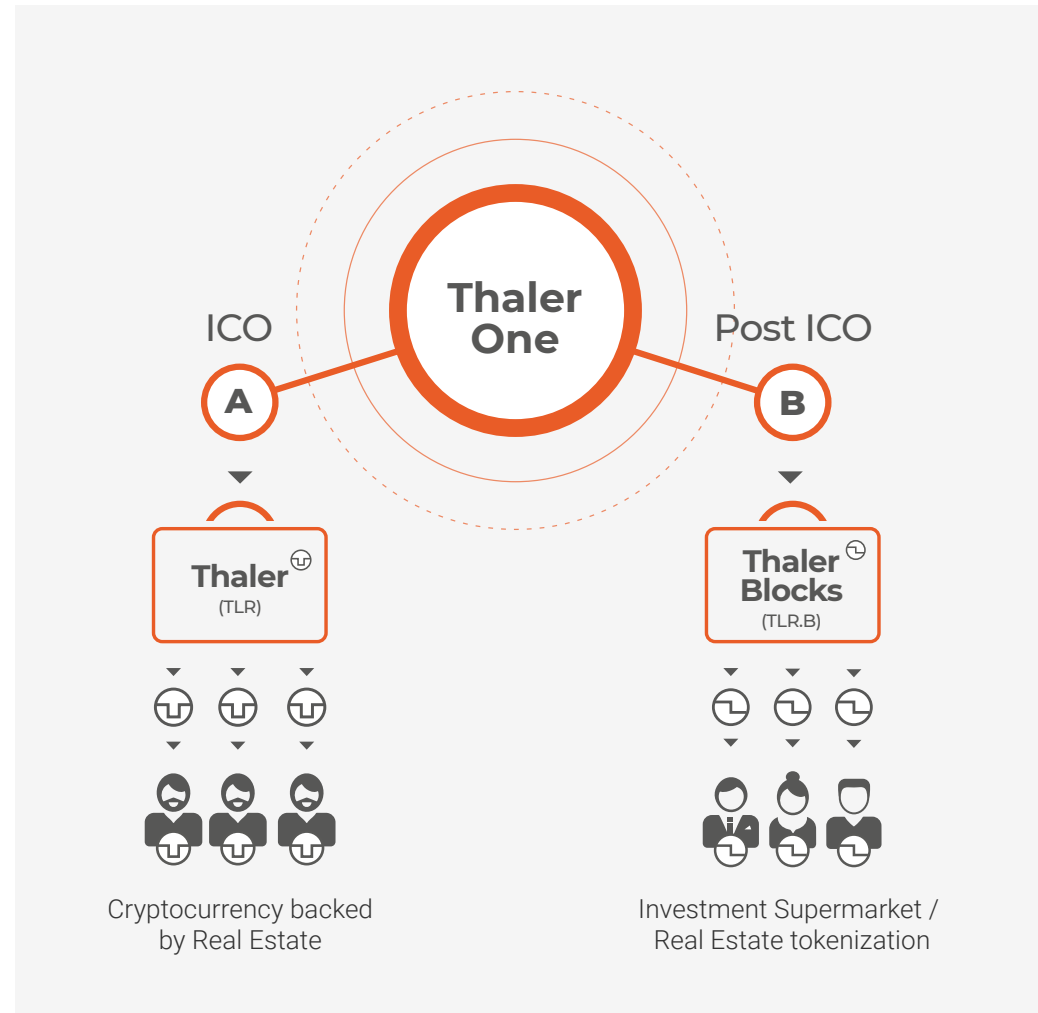 Thaler
One
ICO
Post ICO
A
B
Thaler
(TLR)
Thaler
Blocks
(TLR.B)
Cryptocurrency backed
by Real Estate
Investment Supermarket /
Real Estate tokenization